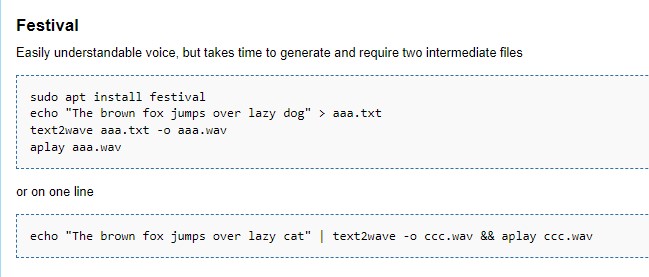 Festival
Easily understandable voice, but takes time to generate and require two intermediate files
sudo apt install festival
echo "The brown fox jumps over lazy dog" > aaa.txt
text2wave aaa.txt -o aaa.wav
aplay aaa.wav
or on one line
echo "The brown fox jumps over lazy cat" | text2wave -o ccc.wav && aplay ccc.wav